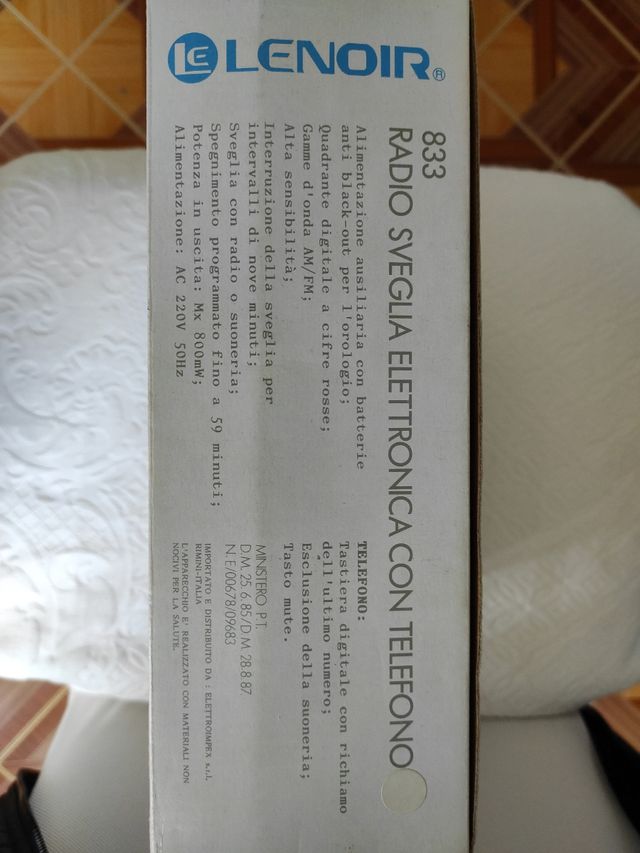 LE LENOIR®
833
RADIO SVEGLIA ELETTRONICA CON TELEFONO
Alimentazione ausiliaria con batterie
anti black-out per l'orologio;
Quadrante digitale a cifre rosse;
Gamme d'onda AM/FM;
Alta sensibilità;
Interruzione della sveglia per
intervalli di nove minuti;
Sveglia con radio o suoneria;
Spegnimento programmato fino a 59 minuti;
Potenza in uscita: Mx 800mW;
Alimentazione: AC 220V 50Hz
TELEFONO:
Tastiera digitale con richiamo
dell'ultimo numero;
Esclusione della suoneria;
Tasto mute.
MINISTERO P.T.
D.M. 25.6.85/D.M. 28.8.87
N. E/00678/09683
IMPORTATO E DISTRIBUITO DA : ELETTROIMPEX s.r.l.
RIMINI-ITALIA
L'APPARECCHIO E' REALIZZATO CON MATERIALI NON
NOCIVI PER LA SALUTE.